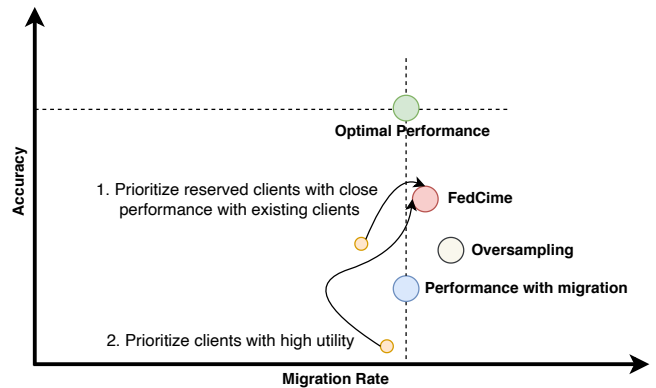 Accuracy
Optimal Performance
1. Prioritize reserved clients with close
performance with existing clients
FedCime
Oversampling
Performance with migration
2. Prioritize clients with high utility
Migration Rate